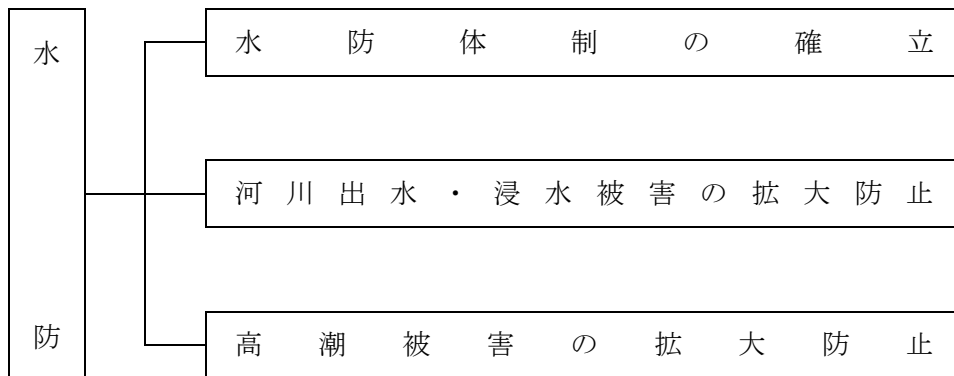 水防
水防体制の確立
河川出水・浸水被害の拡大防止
高潮被害の拡大防止